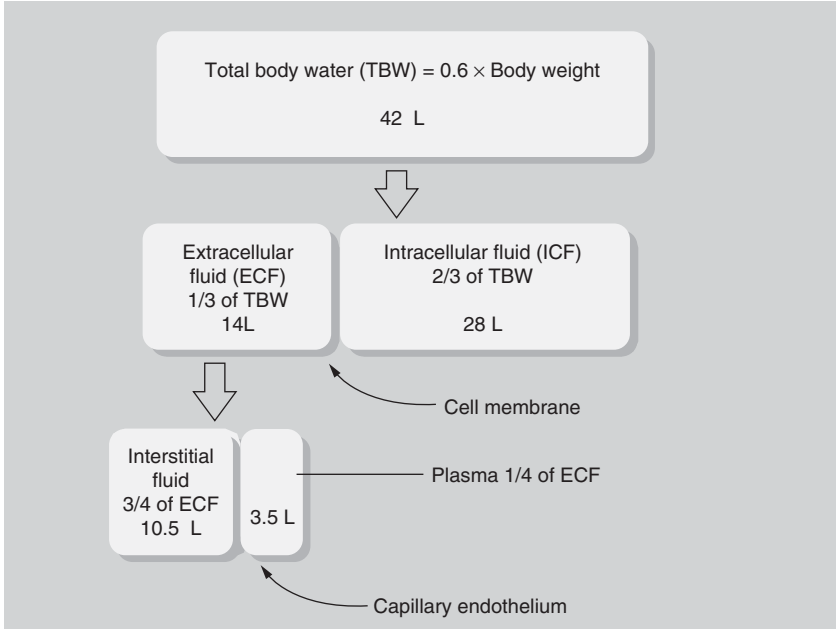 Total body water (TBW) = 0.6 × Body weight
42 L
Extracellular
fluid (ECF)
1/3 of TBW
14L
Intracellular fluid (ICF)
2/3 of TBW
28 L
Cell membrane
Interstitial
fluid
3/4 of ECF
10.5 L
3.5 L
Plasma 1/4 of ECF
Capillary endothelium